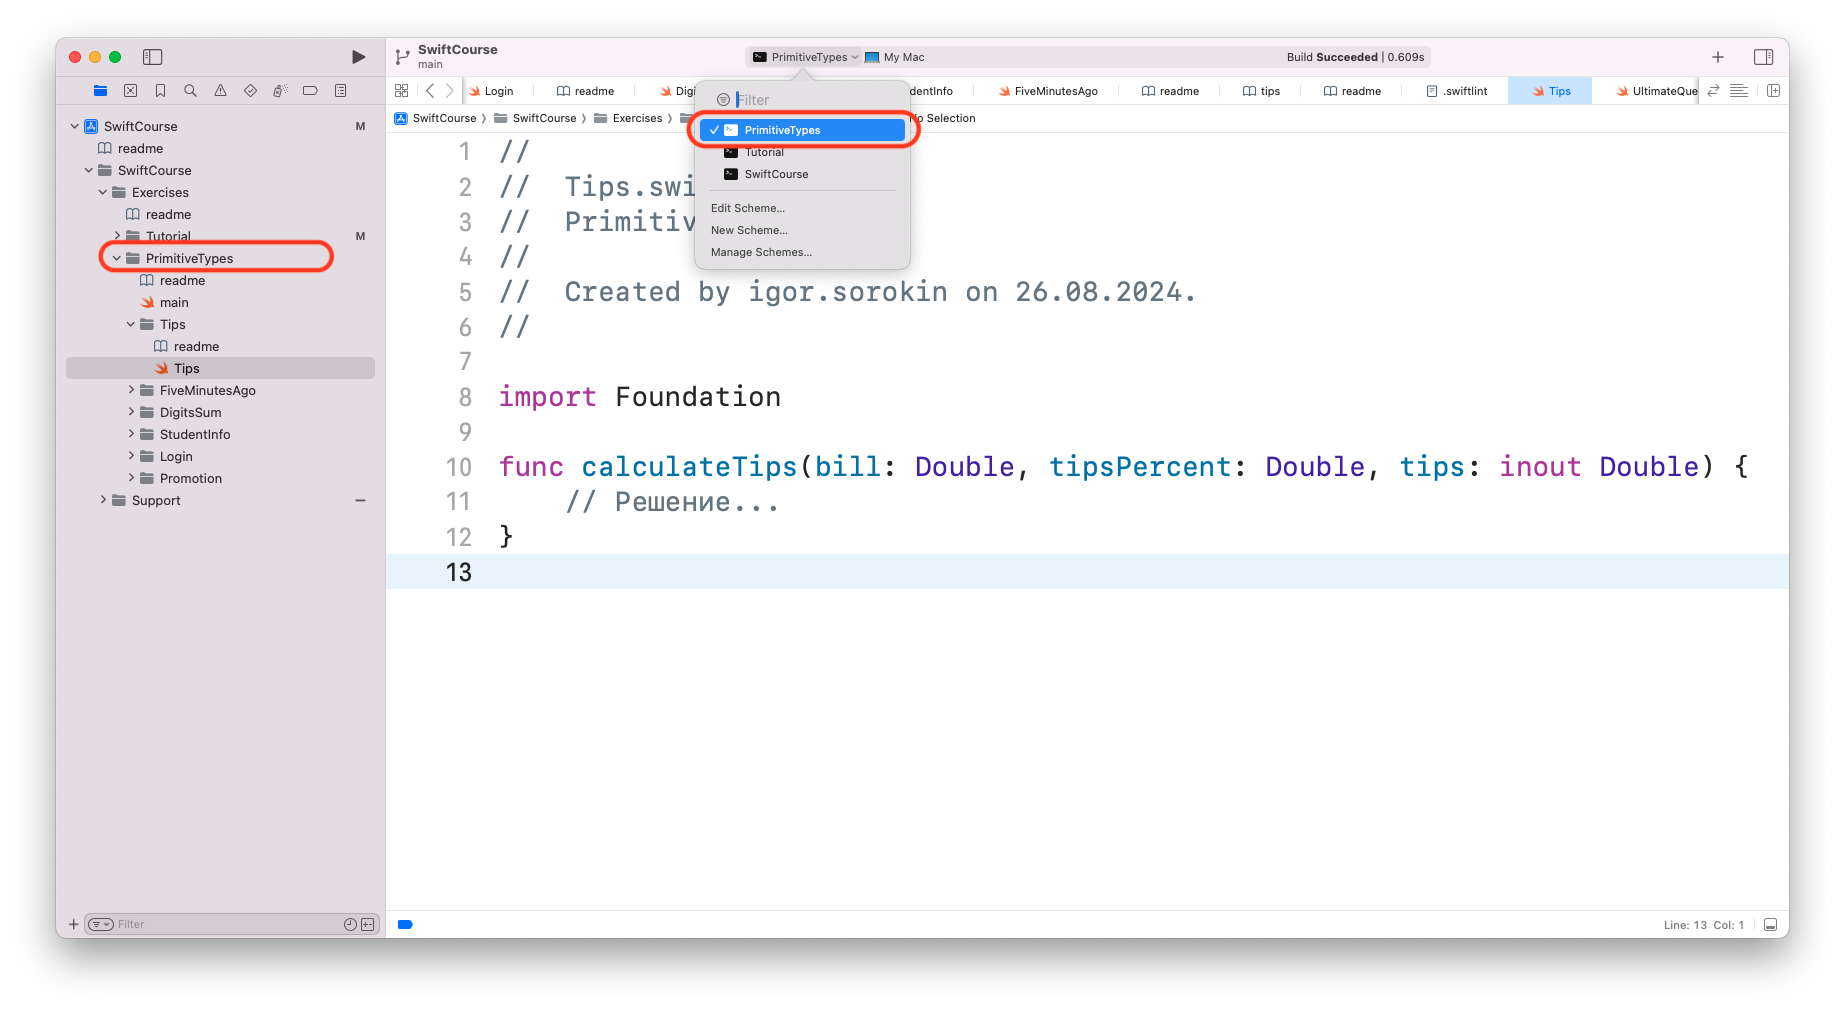 SwiftCourse
main
PrimitiveTypes
My Mac
Build Succeeded | 0.609s
Login
readme
Digi
dentInfo
FiveMinutesAgo
readme
tips
readme
.swiftlint
Tips
UltimateQue
SwiftCourse
SwiftCourse
Exercises
No Selection
Filter
PrimitiveTypes
Tutorial
SwiftCourse
Edit Scheme...
New Scheme...
Manage Schemes...
SwiftCourse M
readme
SwiftCourse
Exercises
readme
Tutorial M
PrimitiveTypes
readme
main
Tips
readme
Tips
FiveMinutesAgo
DigitsSum
StudentInfo
Login
Promotion
Support
Filter
1 //
2 // Tips.swi
3 // Primitiv
4 //
5 // Created by igor.sorokin on 26.08.2024.
6 //
7
8 import Foundation
9
10 func calculateTips(bill: Double, tipsPercent: Double, tips: inout Double) {
11 // Решение...
12 }
13
Line: 13 Col: 1